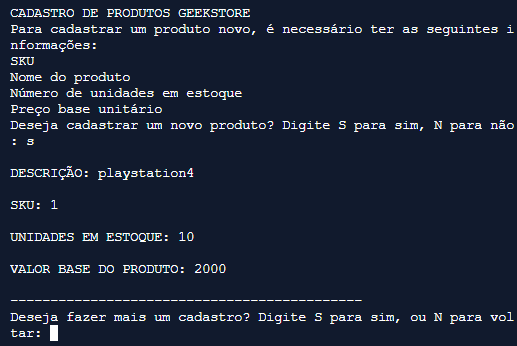 CADASTRO DE PRODUTOS GEEKSTORE
Para cadastrar um produto novo, é necessário ter as seguintes i
nformações:
SKU
Nome do produto
Número de unidades em estoque
Preço base unitário
Deseja cadastrar um novo produto? Digite S para sim, N para não
: s
DESCRIÇÃO: playstation4
SKU: 1
UNIDADES EM ESTOQUE: 10
VALOR BASE DO PRODUTO: 2000
--------------------------------------------
Deseja fazer mais um cadastro? Digite S para sim, ou N para vol
tar: